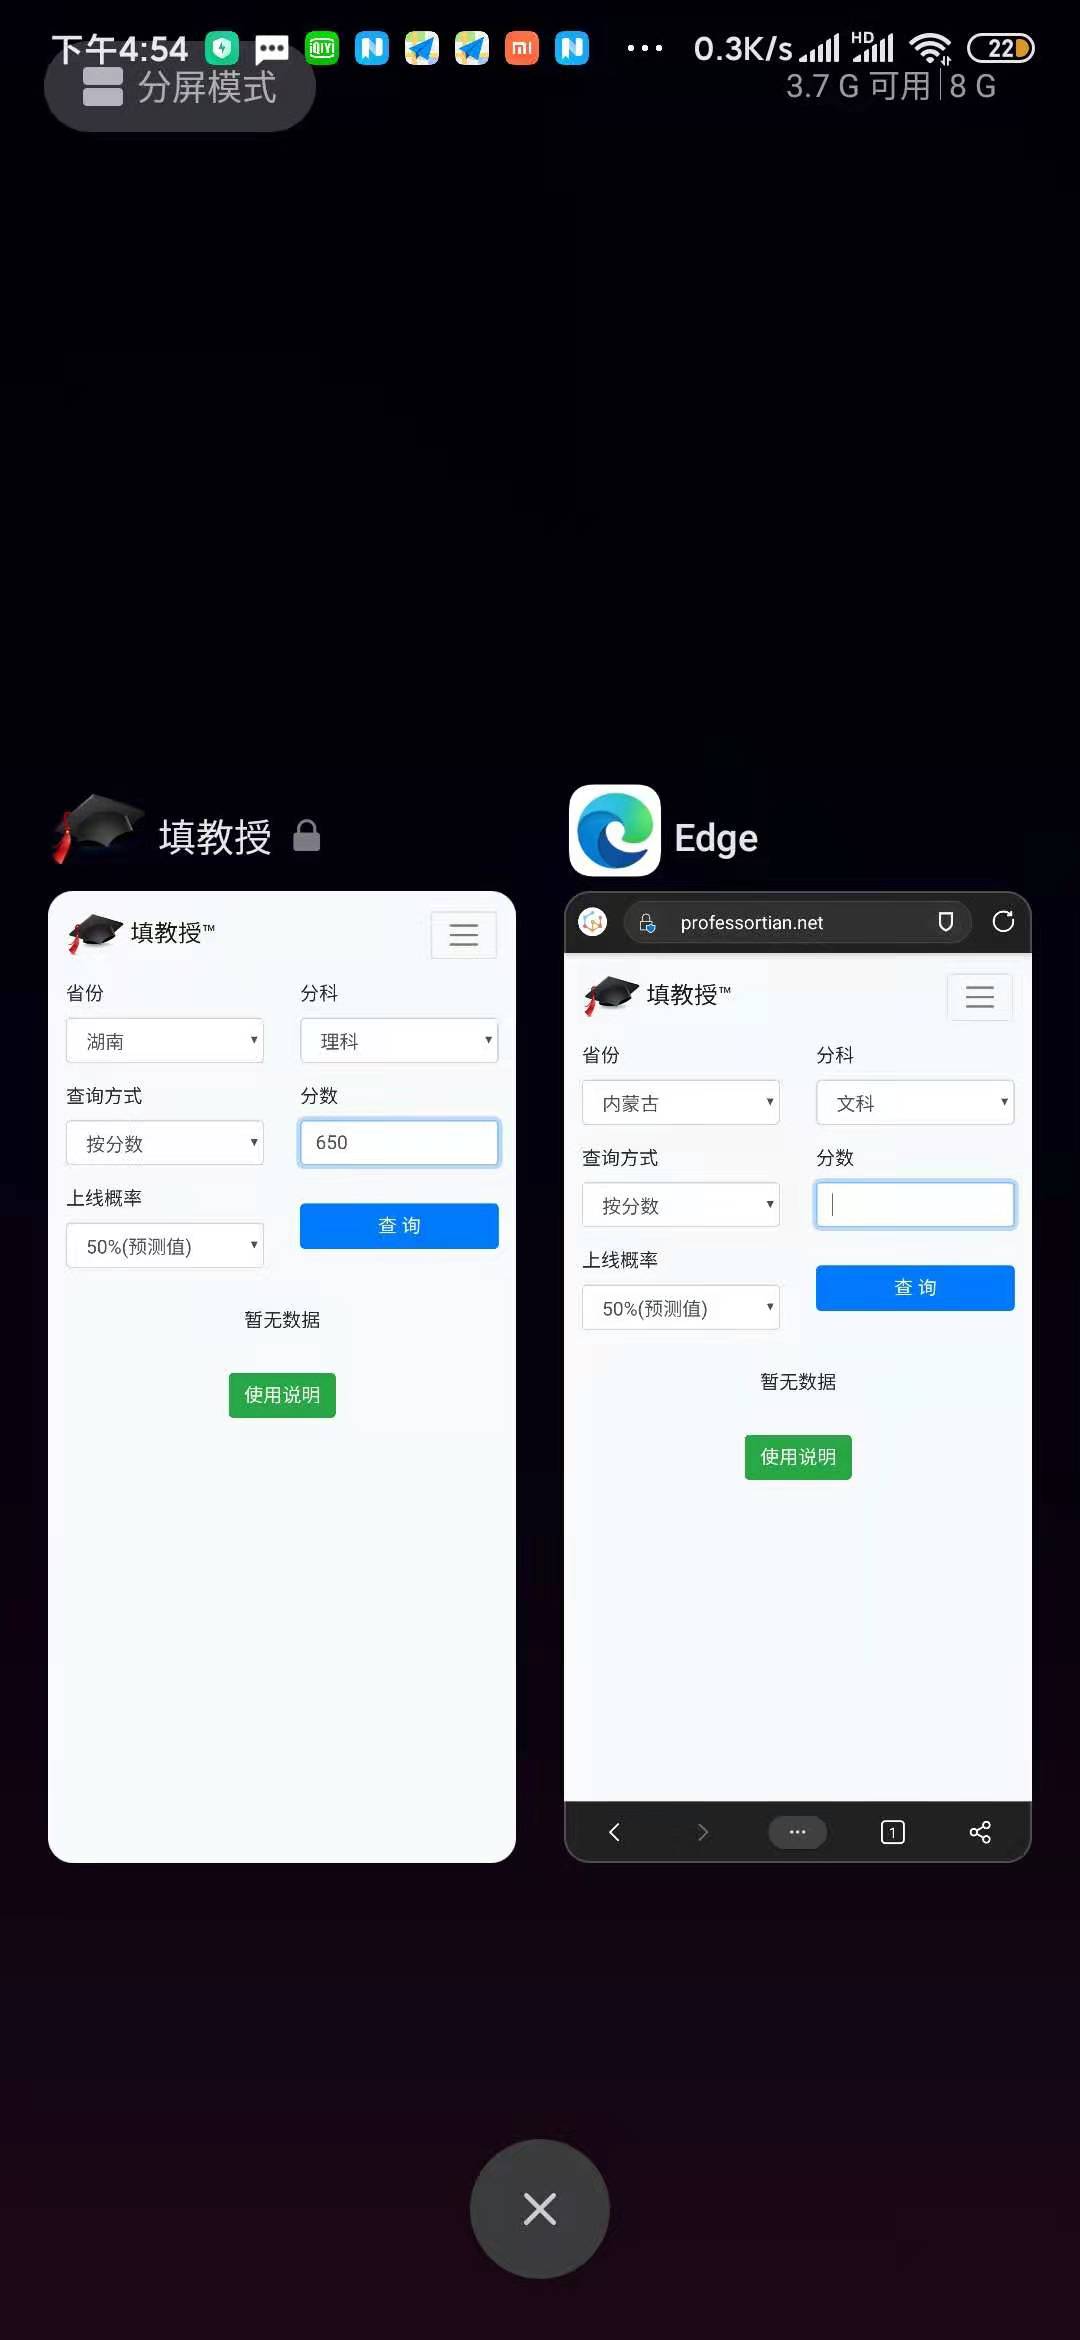 下午4:54 iQIYI N mi N ··· 0.3K/s HD 22
分屏模式 3.7 G 可用 | 8 G
填教授
填教授™
省份 分科
湖南 理科
查询方式 分数
按分数 650
上线概率
50%(预测值) 查 询
暂无数据
使用说明
Edge
professortian.net
填教授™
省份 分科
内蒙古 文科
查询方式 分数
按分数
上线概率
50%(预测值) 查 询
暂无数据
使用说明
1